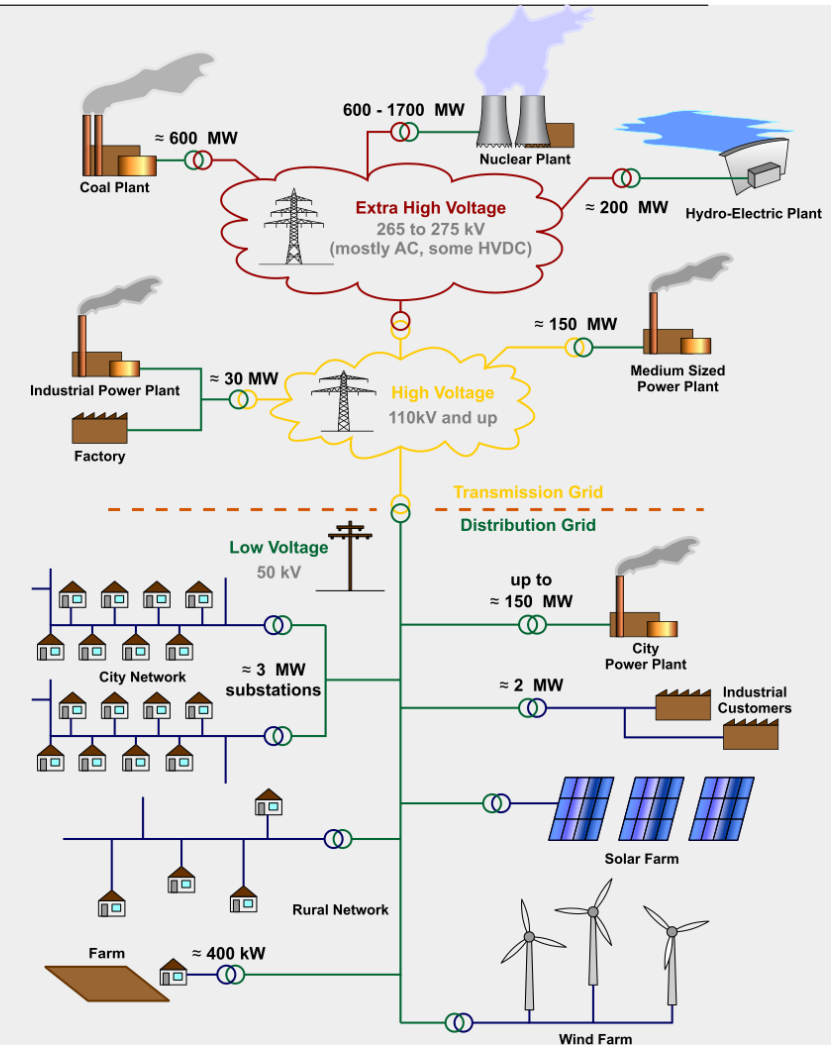 600 - 1700 MW
≈ 600 MW
Nuclear Plant
Coal Plant
≈ 200 MW
Hydro-Electric Plant
Extra High Voltage
265 to 275 kV
(mostly AC, some HVDC)
≈ 150 MW
Medium Sized
Power Plant
Industrial Power Plant
≈ 30 MW
High Voltage
110kV and up
Factory
Transmission Grid
Distribution Grid
Low Voltage
50 kV
up to
≈ 150 MW
City
Power Plant
City Network
≈ 3 MW
substations
≈ 2 MW
Industrial
Customers
Solar Farm
Rural Network
Farm
≈ 400 kW
Wind Farm